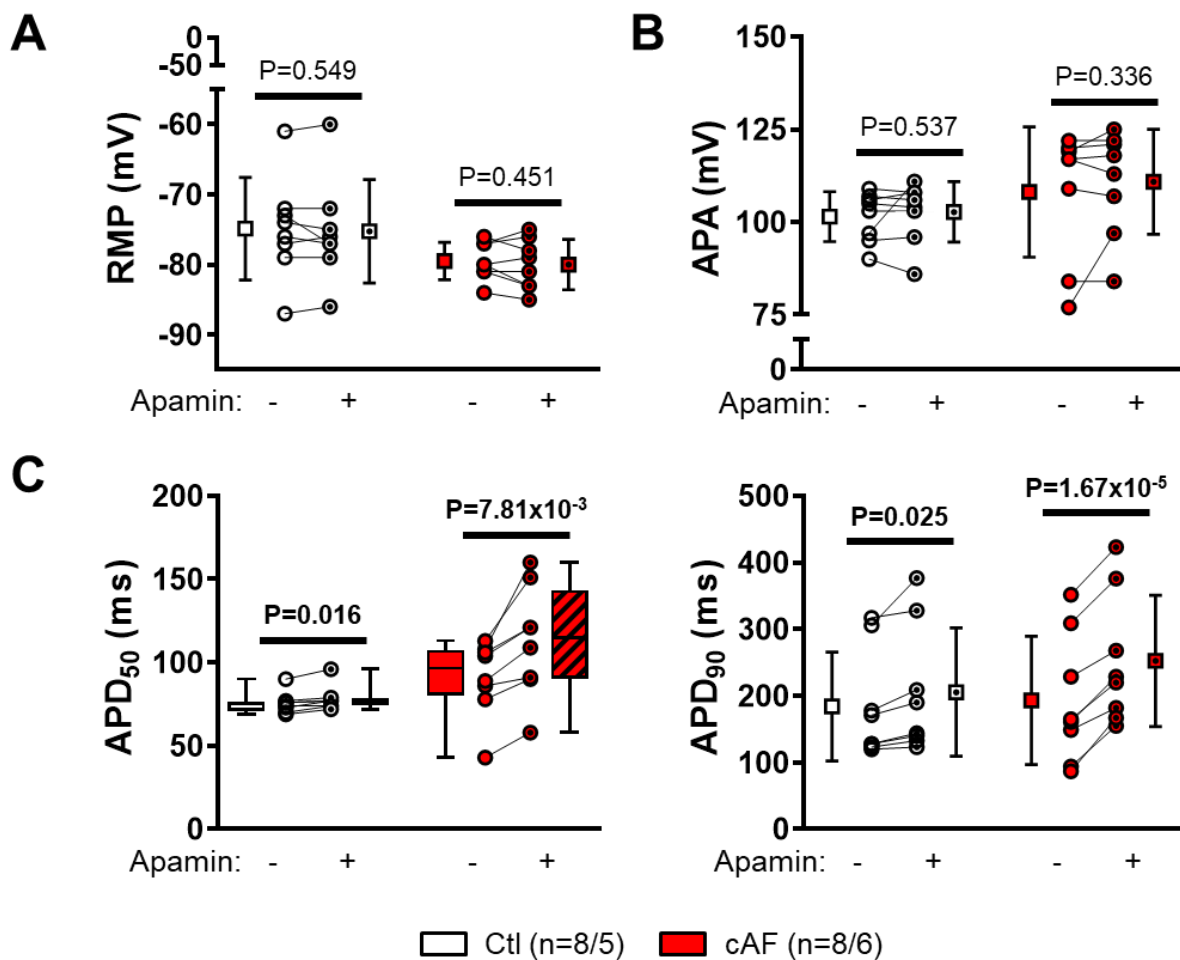 A
RMP (mV)
0
-50
-60
-70
-80
-90
P=0.549
P=0.451
Apamin: - + - +
B
APA (mV)
150
125
100
75
0
P=0.537
P=0.336
Apamin: - + - +
C
APD50 (ms)
200
150
100
50
0
P=0.016
P=7.81x10-3
Apamin: - + - +
APD90 (ms)
500
400
300
200
100
0
P=0.025
P=1.67x10-5
Apamin: - + - +
Ctl (n=8/5) cAF (n=8/6)